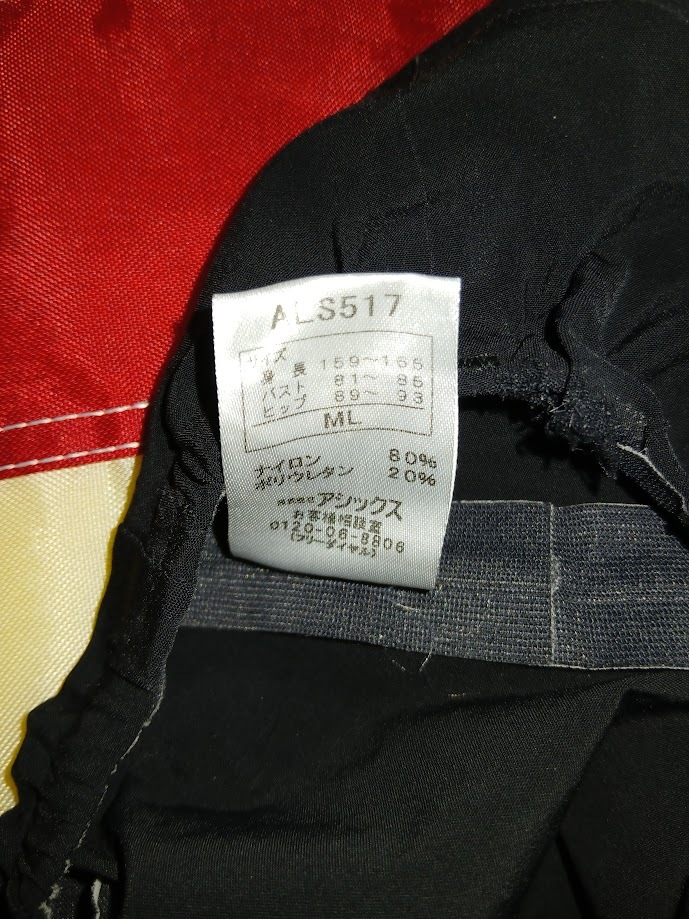 ALS517
サイズ
身長 159～165
バスト 81～ 85
ヒップ 89～ 93
ML
ナイロン 80%
ポリウレタン 20%
アシックス
お客様相談室
0120-06-8806
(フリーダイヤル)